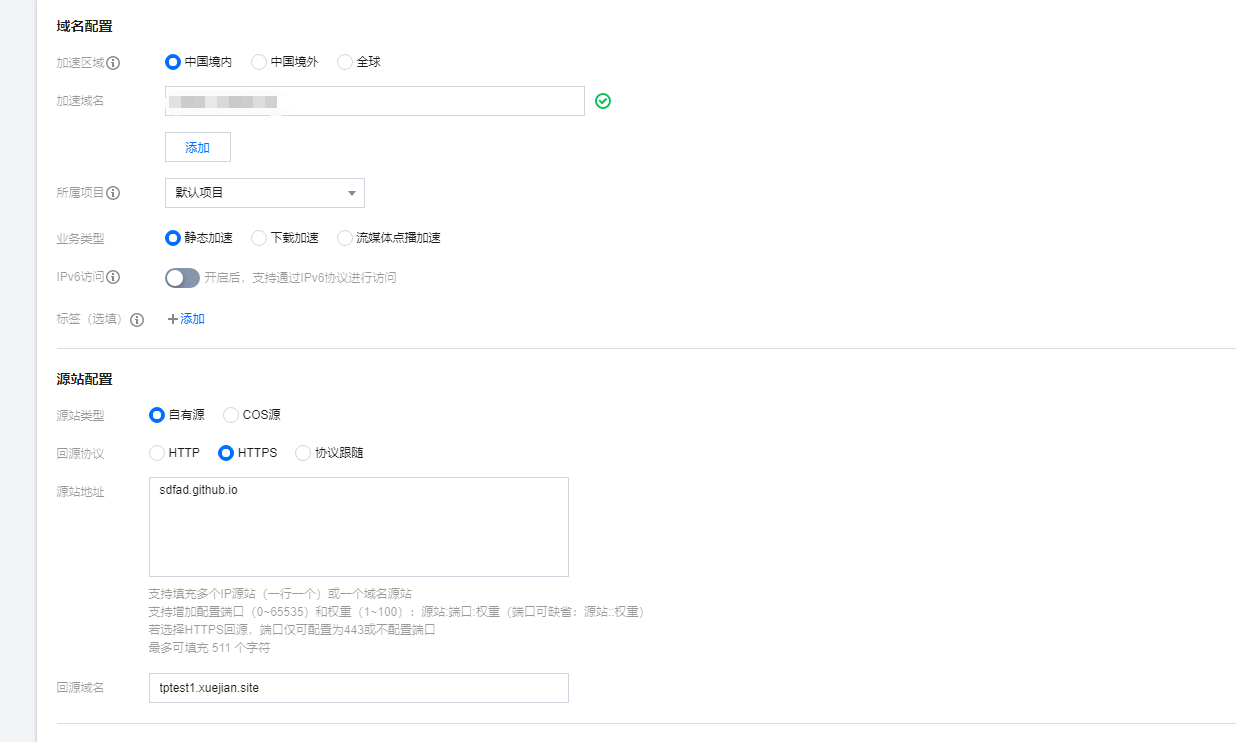 域名配置
加速区域 中国境内 中国境外 全球
加速域名
添加
所属项目 默认项目
业务类型 静态加速 下载加速 流媒体点播加速
IPv6访问 开启后，支持通过IPv6协议进行访问
标签（选填） +添加
源站配置
源站类型 自有源 COS源
回源协议 HTTP HTTPS 协议跟随
源站地址 sdfad.github.io
支持填充多个IP源站（一行一个）或一个域名源站
支持增加配置端口（0~65535）和权重（1~100）：源站:端口:权重（端口可缺省：源站::权重）
若选择HTTPS回源，端口仅可配置为443或不配置端口
最多可填充 511 个字符
回源域名 tptest1.xuejian.site